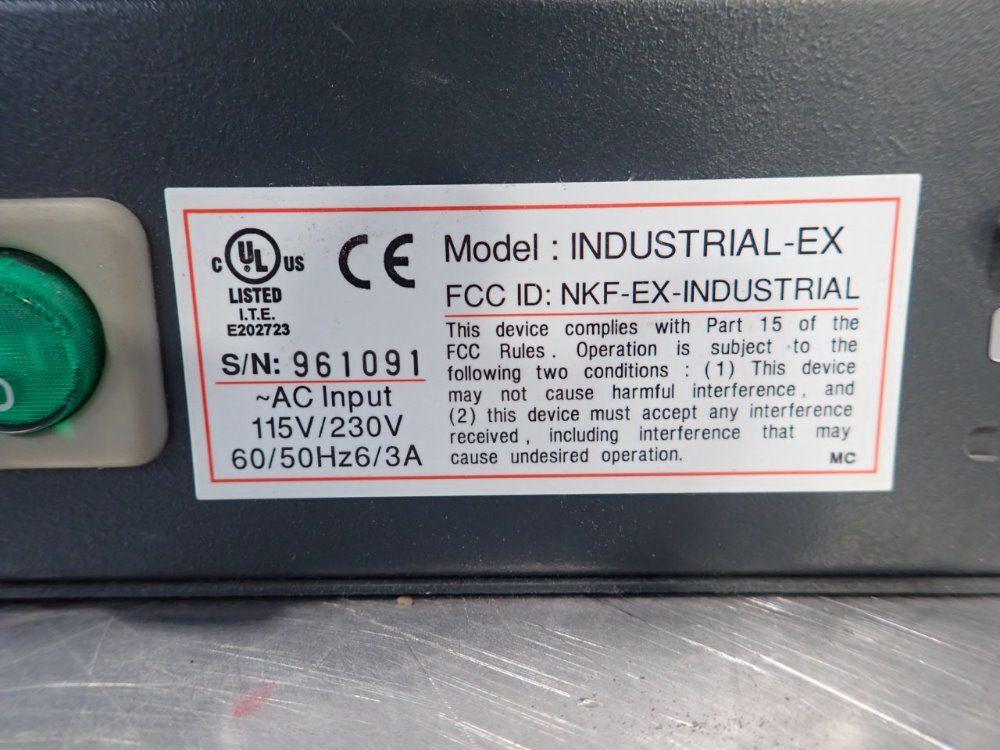 C UL US
LISTED
I.T.E.
E202723
CE
S/N: 961091
~AC Input
115V/230V
60/50Hz6/3A
Model : INDUSTRIAL-EX
FCC ID: NKF-EX-INDUSTRIAL
This device complies with Part 15 of the
FCC Rules. Operation is subject to the
following two conditions : (1) This device
may not cause harmful interference, and
(2) this device must accept any interference
received, including interference that may
cause undesired operation.
MC